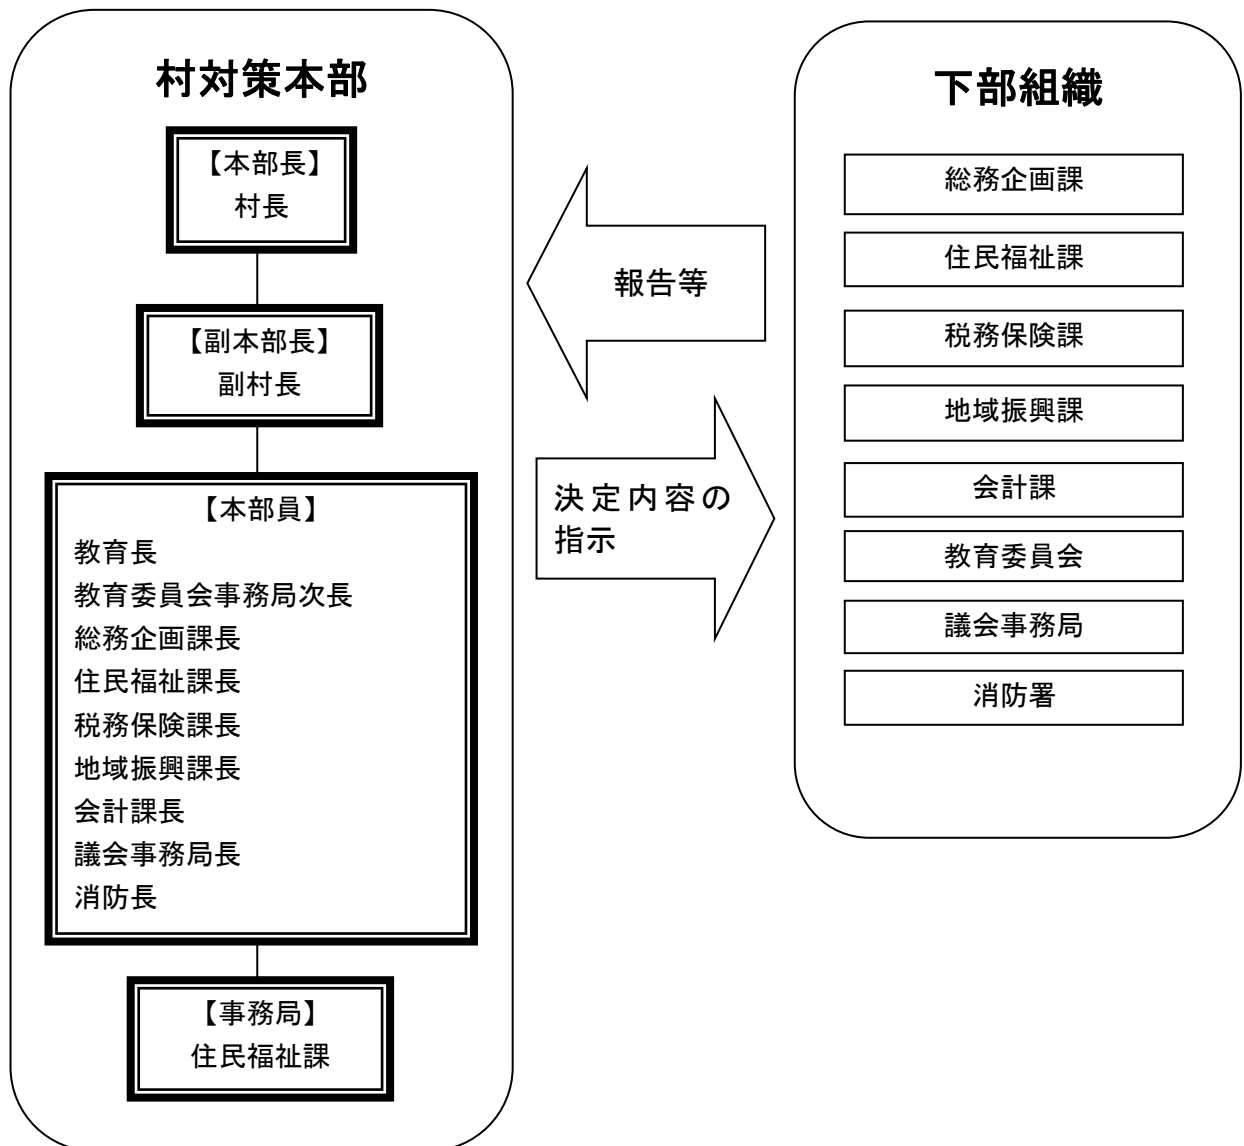 村対策本部
【本部長】
村長
【副本部長】
副村長
【本部員】
教育長
教育委員会事務局次長
総務企画課長
住民福祉課長
税務保険課長
地域振興課長
会計課長
議会事務局長
消防長
【事務局】
住民福祉課
報告等
決定内容の
指示
下部組織
総務企画課
住民福祉課
税務保険課
地域振興課
会計課
教育委員会
議会事務局
消防署